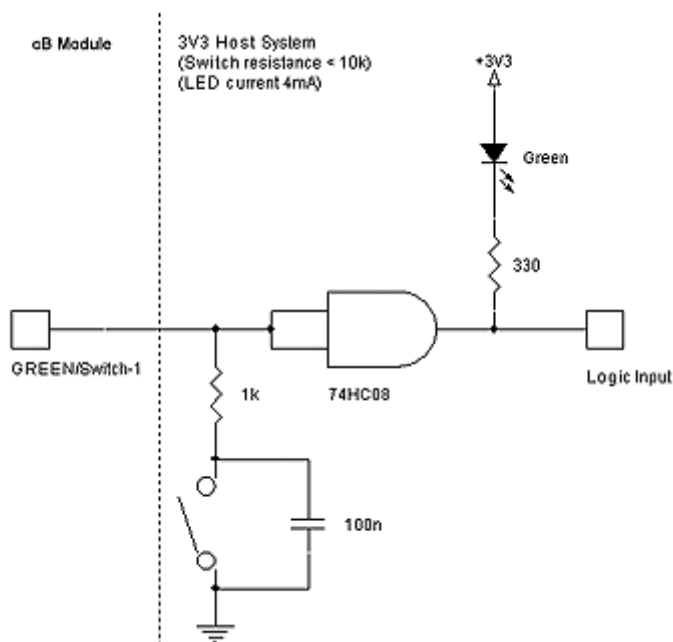 cB Module
3V3 Host System
(Switch resistance < 10k)
(LED current 4mA)
+3V3
Green
330
GREEN/Switch-1
1k
74HC08
Logic Input
100n